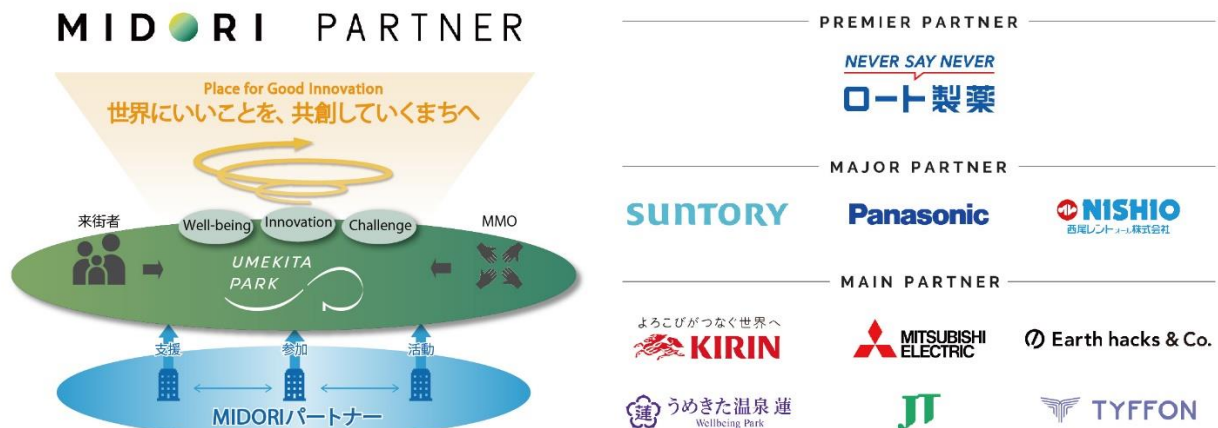 MIDORI PARTNER
Place for Good Innovation
世界にいいことを、共創していくまちへ
来街者
Well-being
Innovation
Challenge
MMO
UMEKITA
PARK
支援
参加
活動
MIDORIパートナー
PREMIER PARTNER
NEVER SAY NEVER
ロート製薬
MAJOR PARTNER
SUNTORY
Panasonic
NISHIO
西尾レントオール株式会社
MAIN PARTNER
よろこびがつなぐ世界へ
KIRIN
MITSUBISHI
ELECTRIC
Earth hacks & Co.
蓮 うめきた温泉 蓮
Wellbeing Park
JT
TYFFON